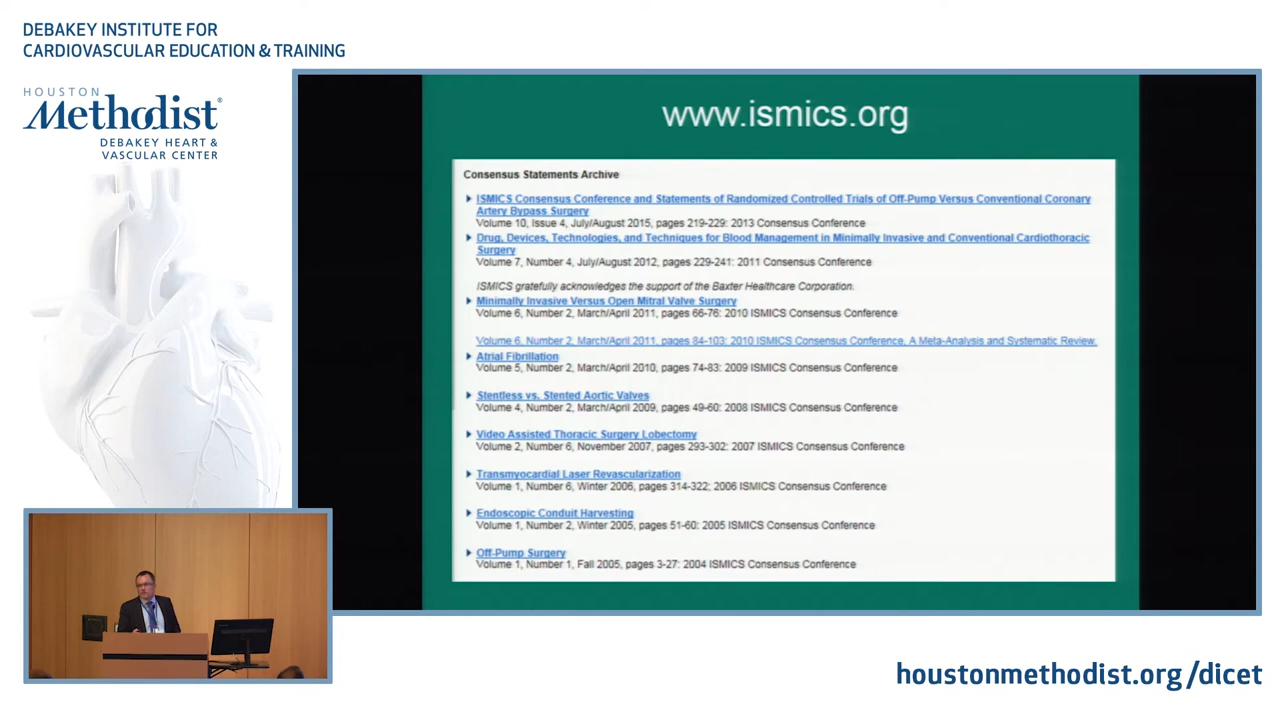 DEBAKEY INSTITUTE FOR
CARDIOVASCULAR EDUCATION & TRAINING
HOUSTON
Methodist®
DEBAKEY HEART &
VASCULAR CENTER
www.ismics.org
Consensus Statements Archive
ISMICS Consensus Conference and Statements of Randomized Controlled Trials of Off-Pump Versus Conventional Coronary
Artery Bypass Surgery
Volume 10, Issue 4, July/August 2015, pages 219-229: 2013 Consensus Conference
Drug, Devices, Technologies, and Techniques for Blood Management in Minimally Invasive and Conventional Cardiothoracic
Surgery
Volume 7, Number 4, July/August 2012, pages 229-241: 2011 Consensus Conference
ISMICS gratefully acknowledges the support of the Baxter Healthcare Corporation.
Minimally Invasive Versus Open Mitral Valve Surgery
Volume 6, Number 2, March/April 2011, pages 66-76: 2010 ISMICS Consensus Conference
Volume 6, Number 2, March/April 2011, pages 84-103: 2010 ISMICS Consensus Conference, A Meta-Analysis and Systematic Review.
Atrial Fibrillation
Volume 5, Number 2, March/April 2010, pages 74-83: 2009 ISMICS Consensus Conference
Stentless vs. Stented Aortic Valves
Volume 4, Number 2, March/April 2009, pages 49-60: 2008 ISMICS Consensus Conference
Video Assisted Thoracic Surgery Lobectomy
Volume 2, Number 6, November 2007, pages 293-302: 2007 ISMICS Consensus Conference
Transmyocardial Laser Revascularization
Volume 1, Number 6, Winter 2006, pages 314-322; 2006 ISMICS Consensus Conference
Endoscopic Conduit Harvesting
Volume 1, Number 2, Winter 2005, pages 51-60: 2005 ISMICS Consensus Conference
Off-Pump Surgery
Volume 1, Number 1, Fall 2005, pages 3-27: 2004 ISMICS Consensus Conference
houstonmethodist.org/dicet